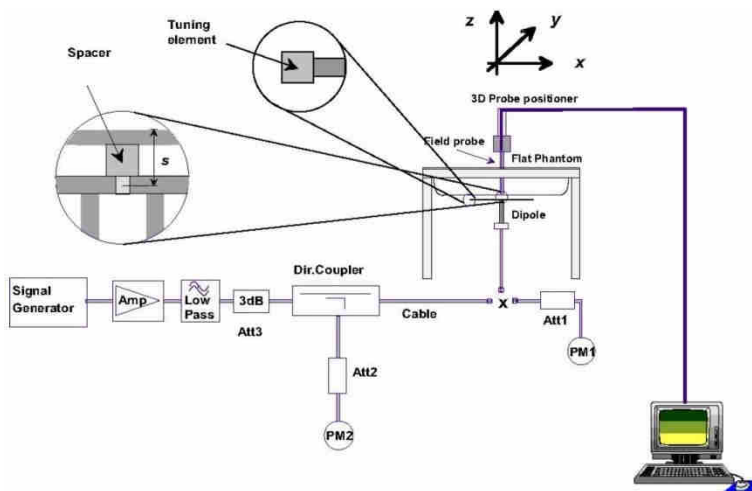 Tuning
element
Spacer
s
z
y
x
3D Probe positioner
Field probe
Flat Phantom
Dipole
Dir.Coupler
Signal
Generator
Amp
Low
Pass
3dB
Att3
Cable
x
Att1
PM1
Att2
PM2